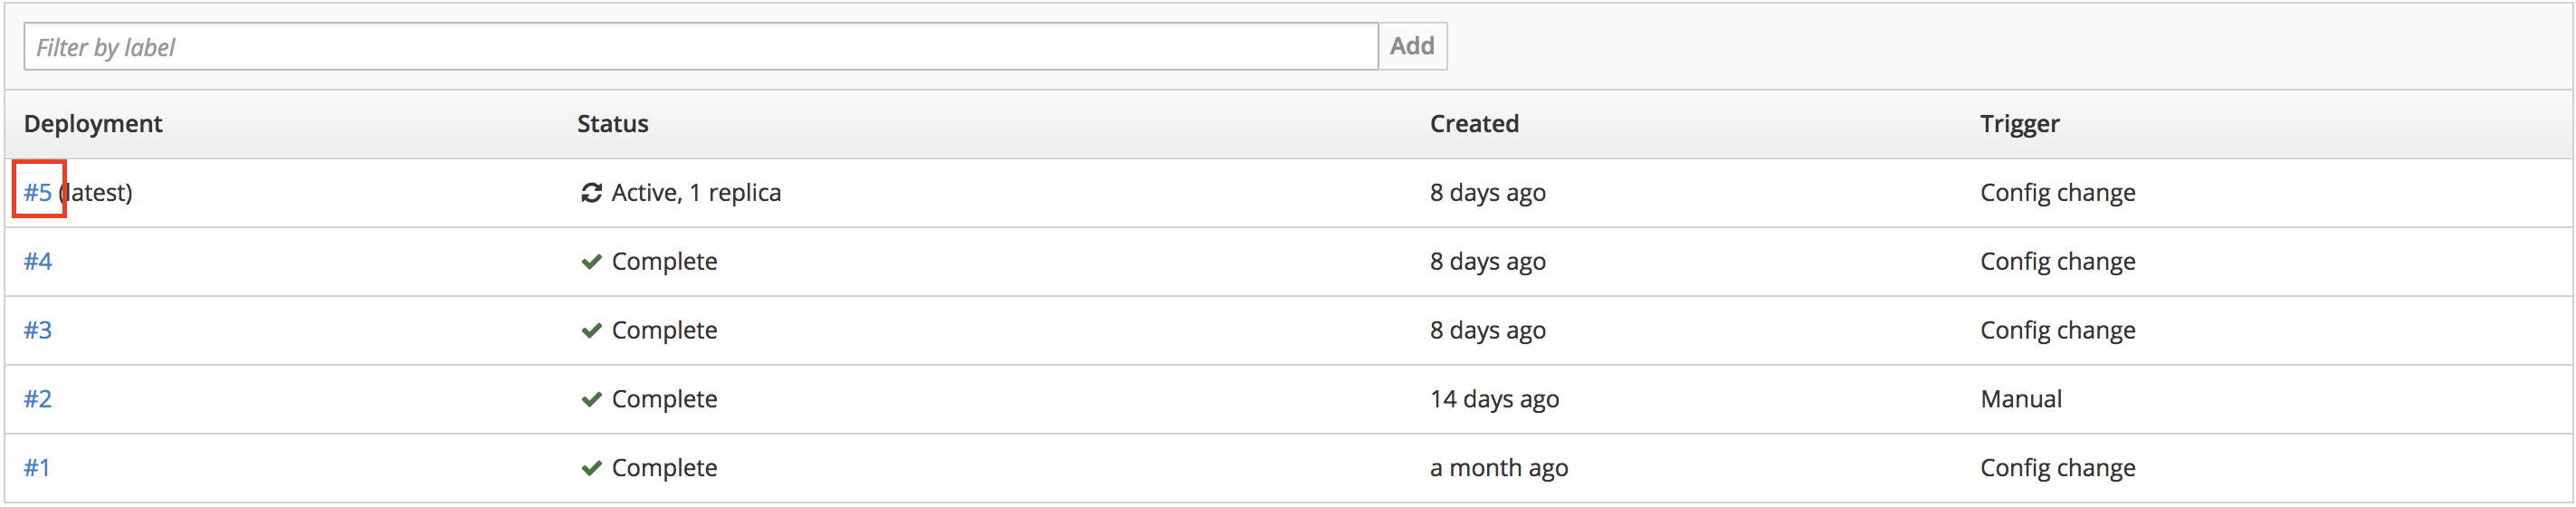 Filter by label Add
Deployment Status Created Trigger
#5 (latest) Active, 1 replica 8 days ago Config change
#4 Complete 8 days ago Config change
#3 Complete 8 days ago Config change
#2 Complete 14 days ago Manual
#1 Complete a month ago Config change